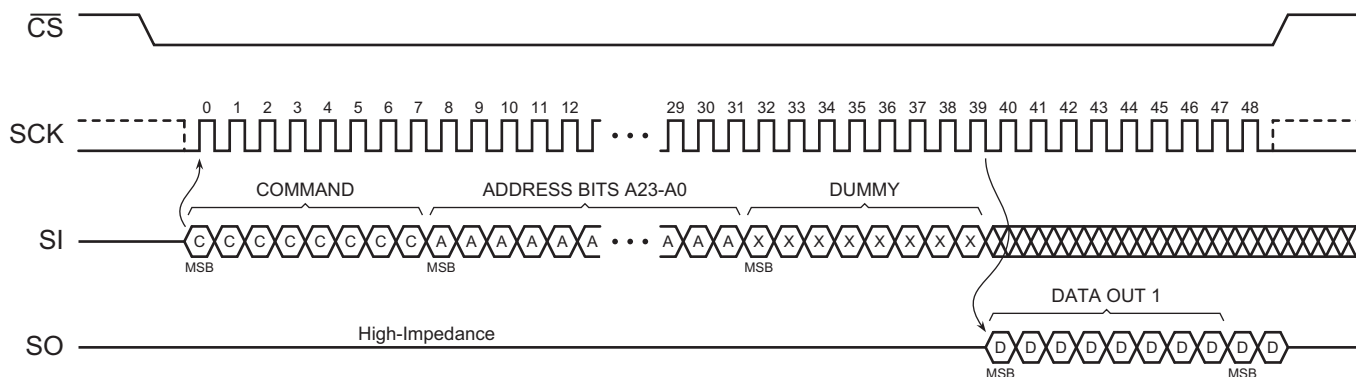 CS
SCK
0 1 2 3 4 5 6 7 8 9 10 11 12 • • • 29 30 31 32 33 34 35 36 37 38 39 40 41 42 43 44 45 46 47 48
COMMAND ADDRESS BITS A23-A0 DUMMY
SI
C C C C C C C C A A A A A A • • • A A A X X X X X X X X
MSB MSB MSB
DATA OUT 1
High-Impedance
SO
D D D D D D D D D D
MSB MSB